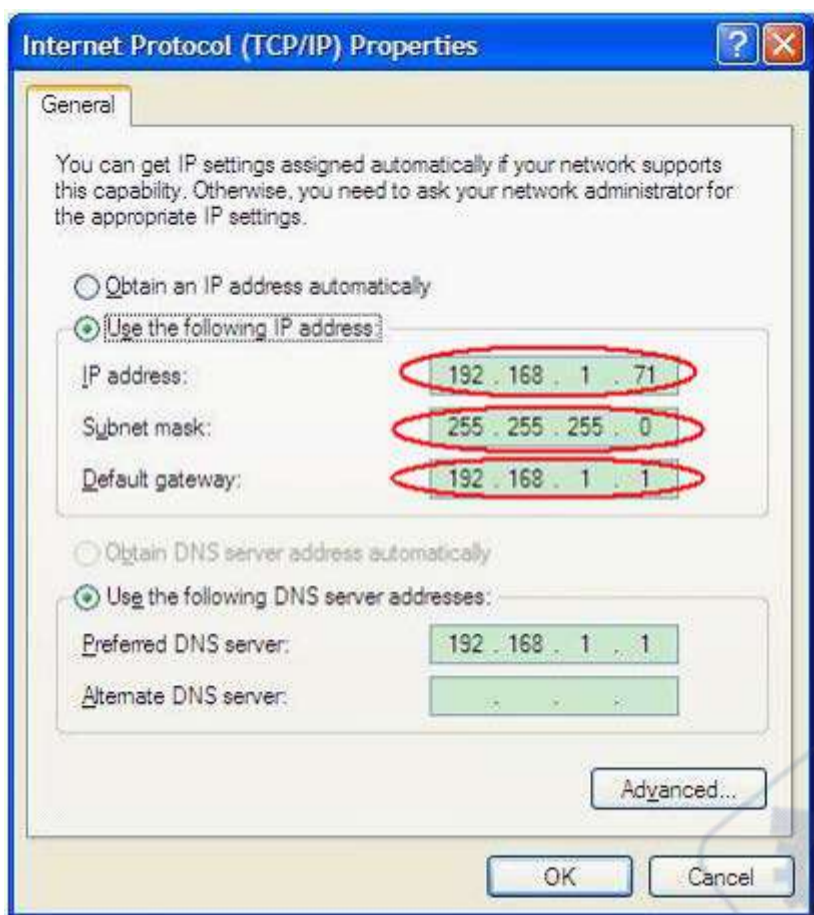 Internet Protocol (TCP/IP) Properties
General
You can get IP settings assigned automatically if your network supports
this capability. Otherwise, you need to ask your network administrator for
the appropriate IP settings.
Obtain an IP address automatically
Use the following IP address:
IP address: 192 . 168 . 1 . 71
Subnet mask: 255 . 255 . 255 . 0
Default gateway: 192 . 168 . 1 . 1
Obtain DNS server address automatically
Use the following DNS server addresses:
Preferred DNS server: 192 . 168 . 1 . 1
Alternate DNS server: . . .
Advanced...
OK Cancel